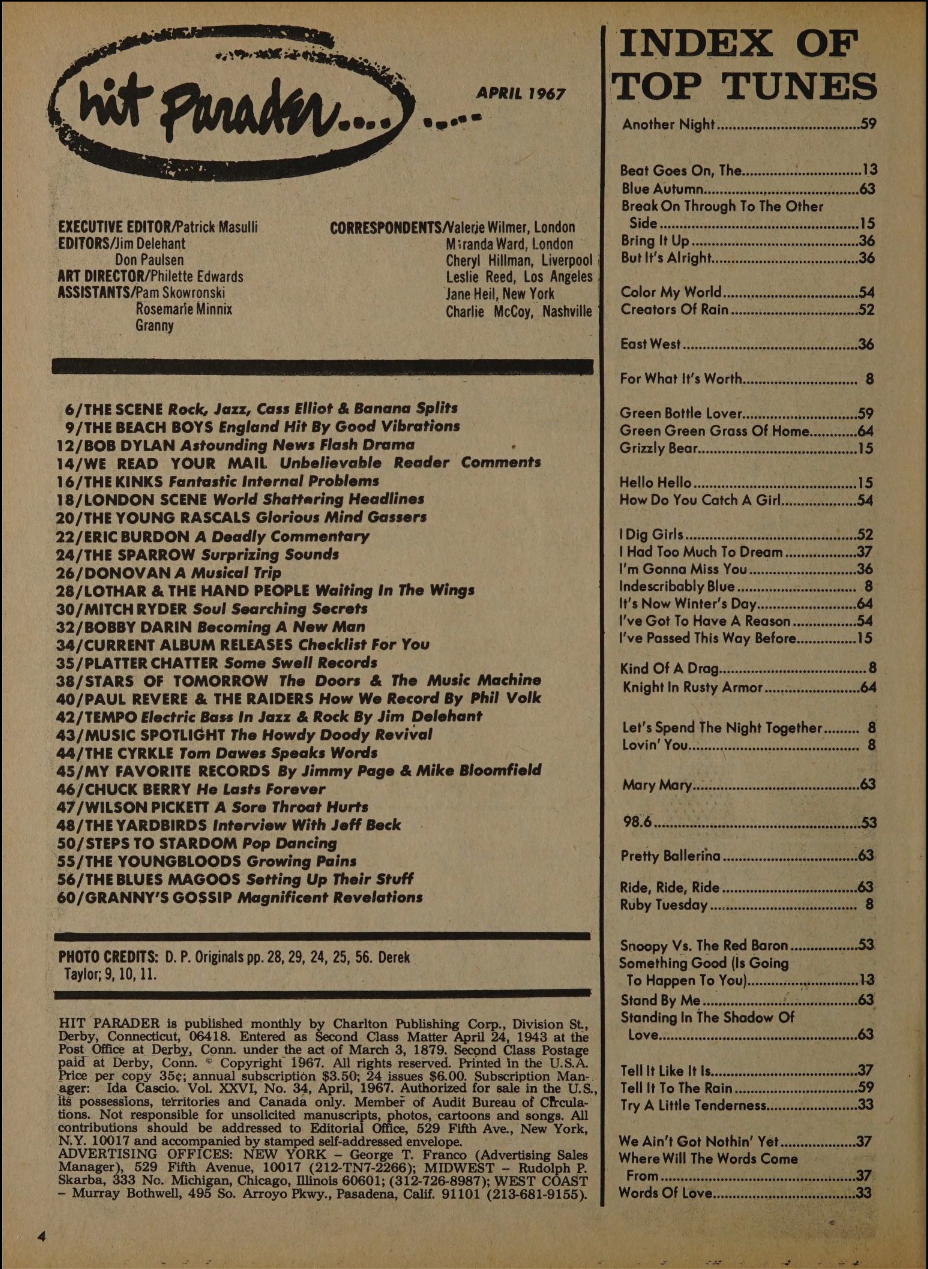 hit parader....
.....
APRIL 1967
EXECUTIVE EDITOR/Patrick Masulli
EDITORS/Jim Delehant
Don Paulsen
ART DIRECTOR/Philette Edwards
ASSISTANTS/Pam Skowronski
Rosemarie Minnix
Granny
CORRESPONDENTS/Valerie Wilmer, London
Miranda Ward, London
Cheryl Hillman, Liverpool
Leslie Reed, Los Angeles
Jane Heil, New York
Charlie McCoy, Nashville
6/THE SCENE Rock, Jazz, Cass Elliot & Banana Splits
9/THE BEACH BOYS England Hit By Good Vibrations
12/BOB DYLAN Astounding News Flash Drama
14/WE READ YOUR MAIL Unbelievable Reader Comments
16/THE KINKS Fantastic Internal Problems
18/LONDON SCENE World Shattering Headlines
20/THE YOUNG RASCALS Glorious Mind Gassers
22/ERIC BURDON A Deadly Commentary
24/THE SPARROW Surprizing Sounds
26/DONOVAN A Musical Trip
28/LOTHAR & THE HAND PEOPLE Waiting In The Wings
30/MITCH RYDER Soul Searching Secrets
32/BOBBY DARIN Becoming A New Man
34/CURRENT ALBUM RELEASES Checklist For You
35/PLATTER CHATTER Some Swell Records
38/STARS OF TOMORROW The Doors & The Music Machine
40/PAUL REVERE & THE RAIDERS How We Record By Phil Volk
42/TEMPO Electric Bass In Jazz & Rock By Jim Delehant
43/MUSIC SPOTLIGHT The Howdy Doody Revival
44/THE CYRKLE Tom Dawes Speaks Words
45/MY FAVORITE RECORDS By Jimmy Page & Mike Bloomfield
46/CHUCK BERRY He Lasts Forever
47/WILSON PICKETT A Sore Throat Hurts
48/THE YARDBIRDS Interview With Jeff Beck
50/STEPS TO STARDOM Pop Dancing
55/THE YOUNGBLOODS Growing Pains
56/THE BLUES MAGOOS Setting Up Their Stuff
60/GRANNY'S GOSSIP Magnificent Revelations
PHOTO CREDITS: D. P. Originals pp. 28, 29, 24, 25, 56. Derek
Taylor; 9, 10, 11.
HIT PARADER is published monthly by Charlton Publishing Corp., Division St.,
Derby, Connecticut, 06418. Entered as Second Class Matter April 24, 1943 at the
Post Office at Derby, Conn. under the act of March 3, 1879. Second Class Postage
paid at Derby, Conn. © Copyright 1967. All rights reserved. Printed in the U.S.A.
Price per copy 35¢; annual subscription $3.50; 24 issues $6.00. Subscription Man-
ager: Ida Cascio. Vol. XXVI, No. 34, April, 1967. Authorized for sale in the U.S.,
its possessions, territories and Canada only. Member of Audit Bureau of Circula-
tions. Not responsible for unsolicited manuscripts, photos, cartoons and songs. All
contributions should be addressed to Editorial Office, 529 Fifth Ave., New York,
N.Y. 10017 and accompanied by stamped self-addressed envelope.
ADVERTISING OFFICES: NEW YORK – George T. Franco (Advertising Sales
Manager), 529 Fifth Avenue, 10017 (212-TN7-2266); MIDWEST – Rudolph P.
Skarba, 333 No. Michigan, Chicago, Illinois 60601; (312-726-8987); WEST COAST
– Murray Bothwell, 495 So. Arroyo Pkwy., Pasadena, Calif. 91101 (213-681-9155).
4
INDEX OF
TOP TUNES
Another Night....................59
Beat Goes On, The....................13
Blue Autumn....................63
Break On Through To The Other
Side....................15
Bring It Up....................36
But It's Alright....................36
Color My World....................54
Creators Of Rain....................52
East West....................36
For What It's Worth.................... 8
Green Bottle Lover....................59
Green Green Grass Of Home............64
Grizzly Bear....................15
Hello Hello....................15
How Do You Catch A Girl....................54
I Dig Girls....................52
I Had Too Much To Dream...............37
I'm Gonna Miss You....................36
Indescribably Blue.................... 8
It's Now Winter's Day....................64
I've Got To Have A Reason..............54
I've Passed This Way Before.............15
Kind Of A Drag....................8
Knight In Rusty Armor....................64
Let's Spend The Night Together......... 8
Lovin' You.................... 8
Mary Mary....................63
98.6....................53
Pretty Ballerina....................63
Ride, Ride, Ride....................63
Ruby Tuesday.................... 8
Snoopy Vs. The Red Baron..............53
Something Good (Is Going
To Happen To You)....................13
Stand By Me....................63
Standing In The Shadow Of
Love....................63
Tell It Like It Is....................37
Tell It To The Rain....................59
Try A Little Tenderness....................33
We Ain't Got Nothin' Yet................37
Where Will The Words Come
From....................37
Words Of Love....................33